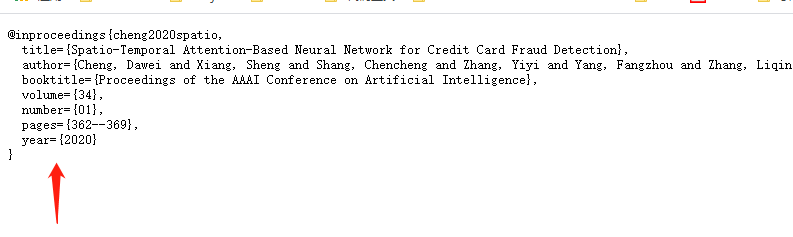 @inproceedings{cheng2020spatio,
title={Spatio-Temporal Attention-Based Neural Network for Credit Card Fraud Detection},
author={Cheng, Dawei and Xiang, Sheng and Shang, Chencheng and Zhang, Yiyi and Yang, Fangzhou and Zhang, Liqin
booktitle={Proceedings of the AAAI Conference on Artificial Intelligence},
volume={34},
number={01},
pages={362--369},
year={2020}
}